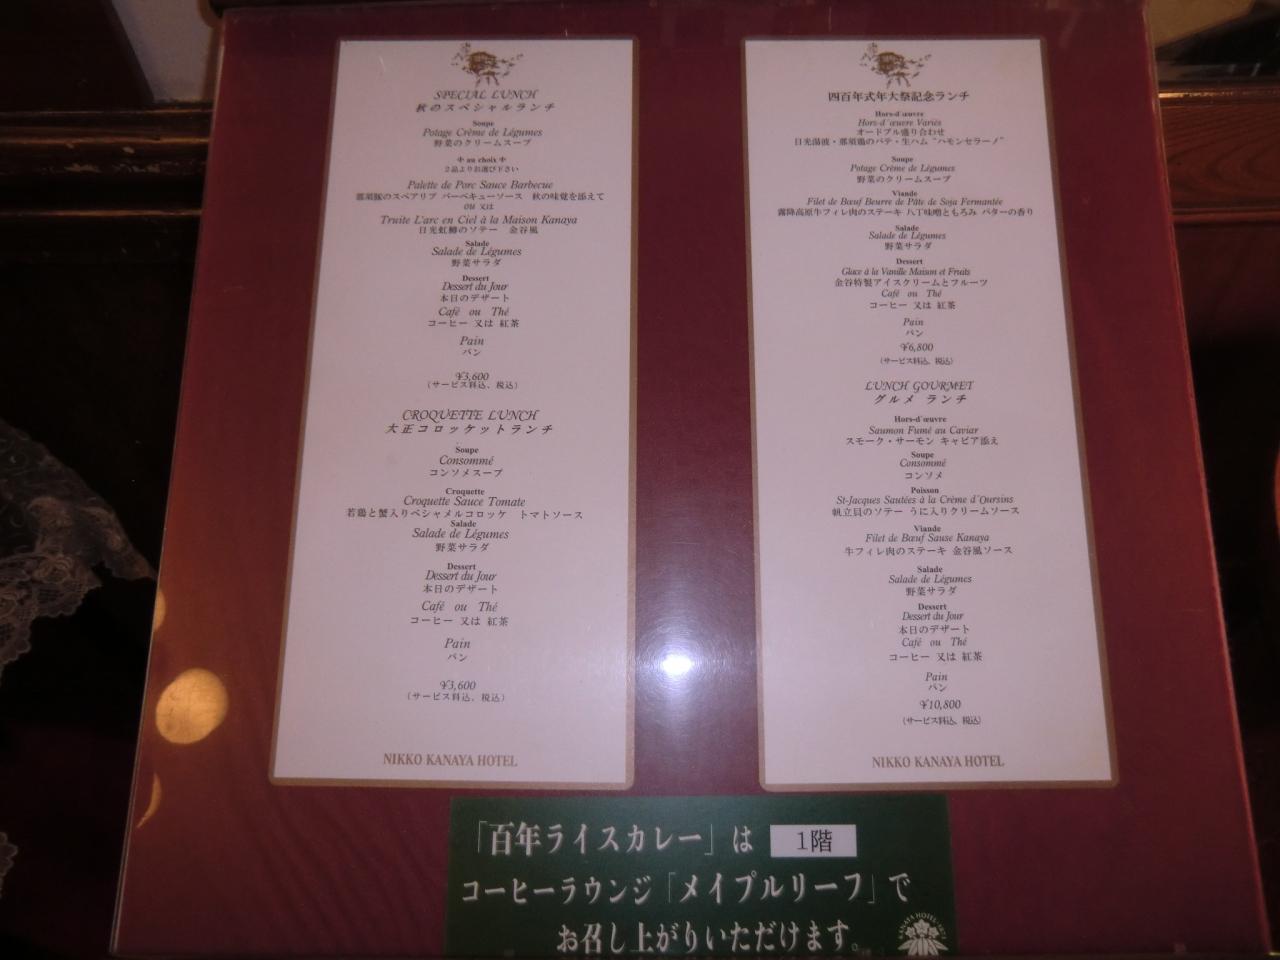 SPECIAL LUNCH
秋のスペシャルランチ
Soupe
Potage Crème de Légumes
野菜のクリームスープ
✢ au choix ✢
2品よりお選び下さい
Palette de Porc Sauce Barbecue
那須豚のスペアリブ バーベキューソース 秋の味覚を添えて
ou 又は
Truite L'arc en Ciel à la Maison Kanaya
日光虹鱒のソテー 金谷風
Salade
Salade de Légumes
野菜サラダ
Dessert
Dessert du Jour
本日のデザート
Café ou Thé
コーヒー 又は 紅茶
Pain
パン
¥3,600
(サービス料込、税込)
CROQUETTE LUNCH
大正コロッケットランチ
Soupe
Consommé
コンソメスープ
Croquette
Croquette Sauce Tomate
若鶏と蟹入りベシャメルコロッケ トマトソース
Salade
Salade de Légumes
野菜サラダ
Dessert
Dessert du Jour
本日のデザート
Café ou Thé
コーヒー 又は 紅茶
Pain
パン
¥3,600
(サービス料込、税込)
NIKKO KANAYA HOTEL
四百年式年大祭記念ランチ
Hors-d'œuvre
Hors-d'œuvre Variés
オードブル盛り合わせ
日光湯波・那須鶏のパテ・生ハム "ハモンセラーノ"
Soupe
Potage Crème de Légumes
野菜のクリームスープ
Viande
Filet de Bœuf Beurre de Pâte de Soja Fermantée
霧降高原牛フィレ肉のステーキ 八丁味噌ともろみ バターの香り
Salade
Salade de Légumes
野菜サラダ
Dessert
Glace à la Vanille Maison et Fruits
金谷特製アイスクリームとフルーツ
Café ou Thé
コーヒー 又は 紅茶
Pain
パン
¥6,800
(サービス料込、税込)
LUNCH GOURMET
グルメ ランチ
Hors-d'œuvre
Saumon Fumé au Caviar
スモーク・サーモン キャビア添え
Soupe
Consommé
コンソメ
Poisson
St-Jacques Sautées à la Crème d'Oursins
帆立貝のソテー うに入りクリームソース
Viande
Filet de Bœuf Sause Kanaya
牛フィレ肉のステーキ 金谷風ソース
Salade
Salade de Légumes
野菜サラダ
Dessert
Dessert du Jour
本日のデザート
Café ou Thé
コーヒー 又は 紅茶
Pain
パン
¥10,800
(サービス料込、税込)
NIKKO KANAYA HOTEL
「百年ライスカレー」は 1階
コーヒーラウンジ「メイプルリーフ」で
お召し上がりいただけます。
KANAYA HOTEL